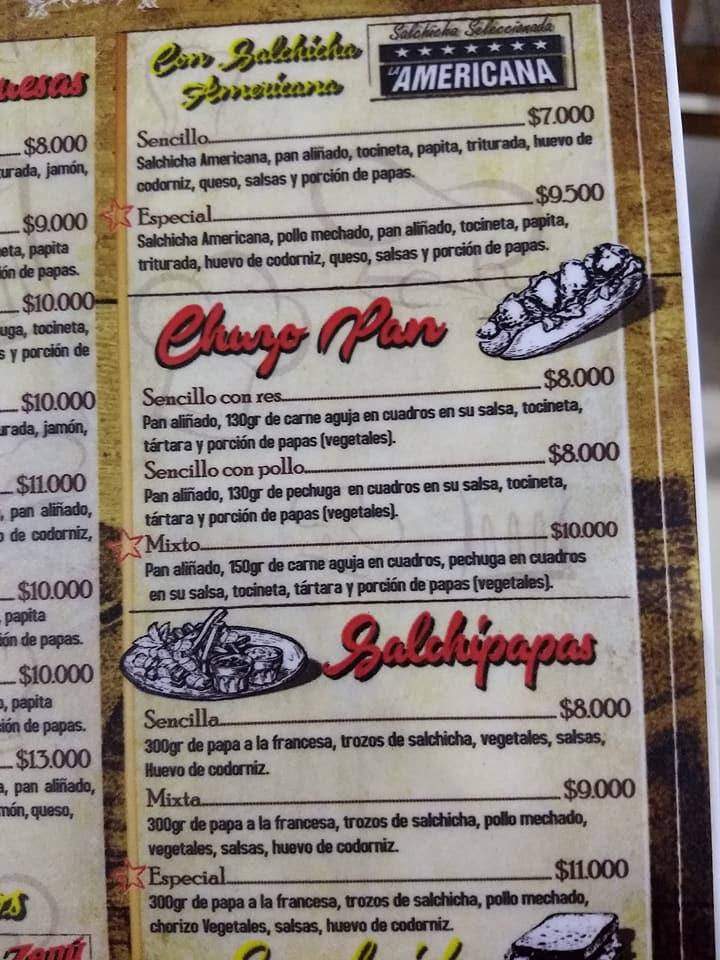 uesas
$8.000
turada, jamón,
$9.000
papita
ión de papas.
$10.000
tocineta,
s y porción de
$10.000
urada, jamón,
$11.000
, pan aliñado,
o de codorniz,
$10.000
papita
ión de papas.
$10.000
, papita
ión de papas.
$13.000
a, pan aliñado,
món, queso,
Zenú
Con Salchicha
Americana
Salchicha Seleccionada
LA AMERICANA
Sencillo $7.000
Salchicha Americana, pan aliñado, tocineta, papita, triturada, huevo de
codorniz, queso, salsas y porción de papas.
Especial $9.500
Salchicha Americana, pollo mechado, pan aliñado, tocineta, papita,
triturada, huevo de codorniz, queso, salsas y porción de papas.
Chuzo Pan
Sencillo con res $8.000
Pan aliñado, 130gr de carne aguja en cuadros en su salsa, tocineta,
tártara y porción de papas (vegetales).
Sencillo con pollo $8.000
Pan aliñado, 130gr de pechuga en cuadros en su salsa, tocineta,
tártara y porción de papas (vegetales).
Mixto $10.000
Pan aliñado, 150gr de carne aguja en cuadros, pechuga en cuadros
en su salsa, tocineta, tártara y porción de papas (vegetales).
Salchipapas
Sencilla $8.000
300gr de papa a la francesa, trozos de salchicha, vegetales, salsas,
Huevo de codorniz.
Mixta $9.000
300gr de papa a la francesa, trozos de salchicha, pollo mechado,
vegetales, salsas, huevo de codorniz.
Especial $11.000
300gr de papa a la francesa, trozos de salchicha, pollo mechado,
chorizo Vegetales, salsas, huevo de codorniz.